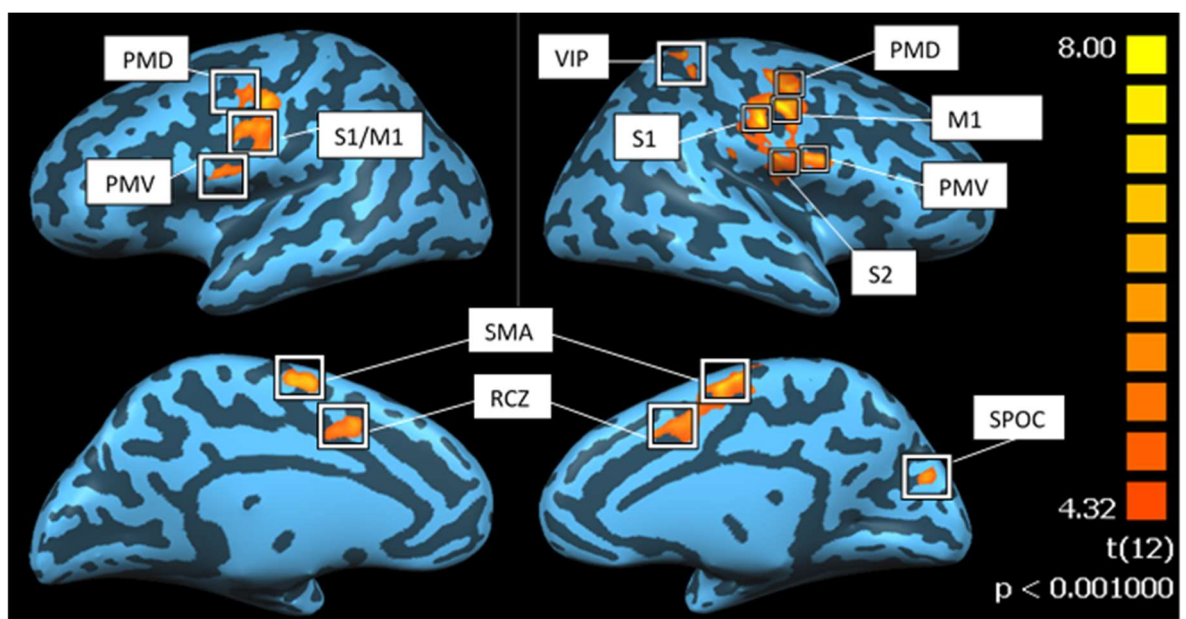 PMD
S1/M1
PMV
VIP
PMD
S1
M1
PMV
S2
SMA
RCZ
SPOC
8.00
4.32
t(12)
p < 0.001000